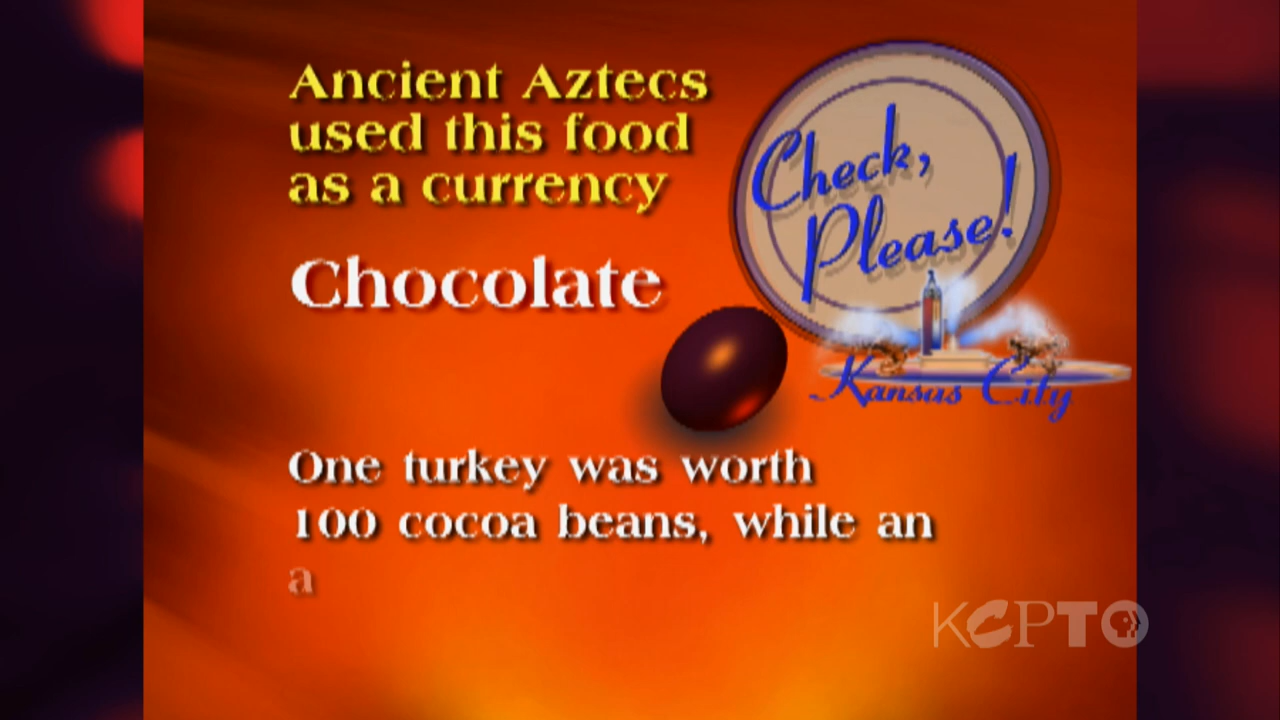 Ancient Aztecs
used this food
as a currency
Check,
Please!
Kansas City
Chocolate
One turkey was worth
100 cocoa beans, while an
a
KCPT